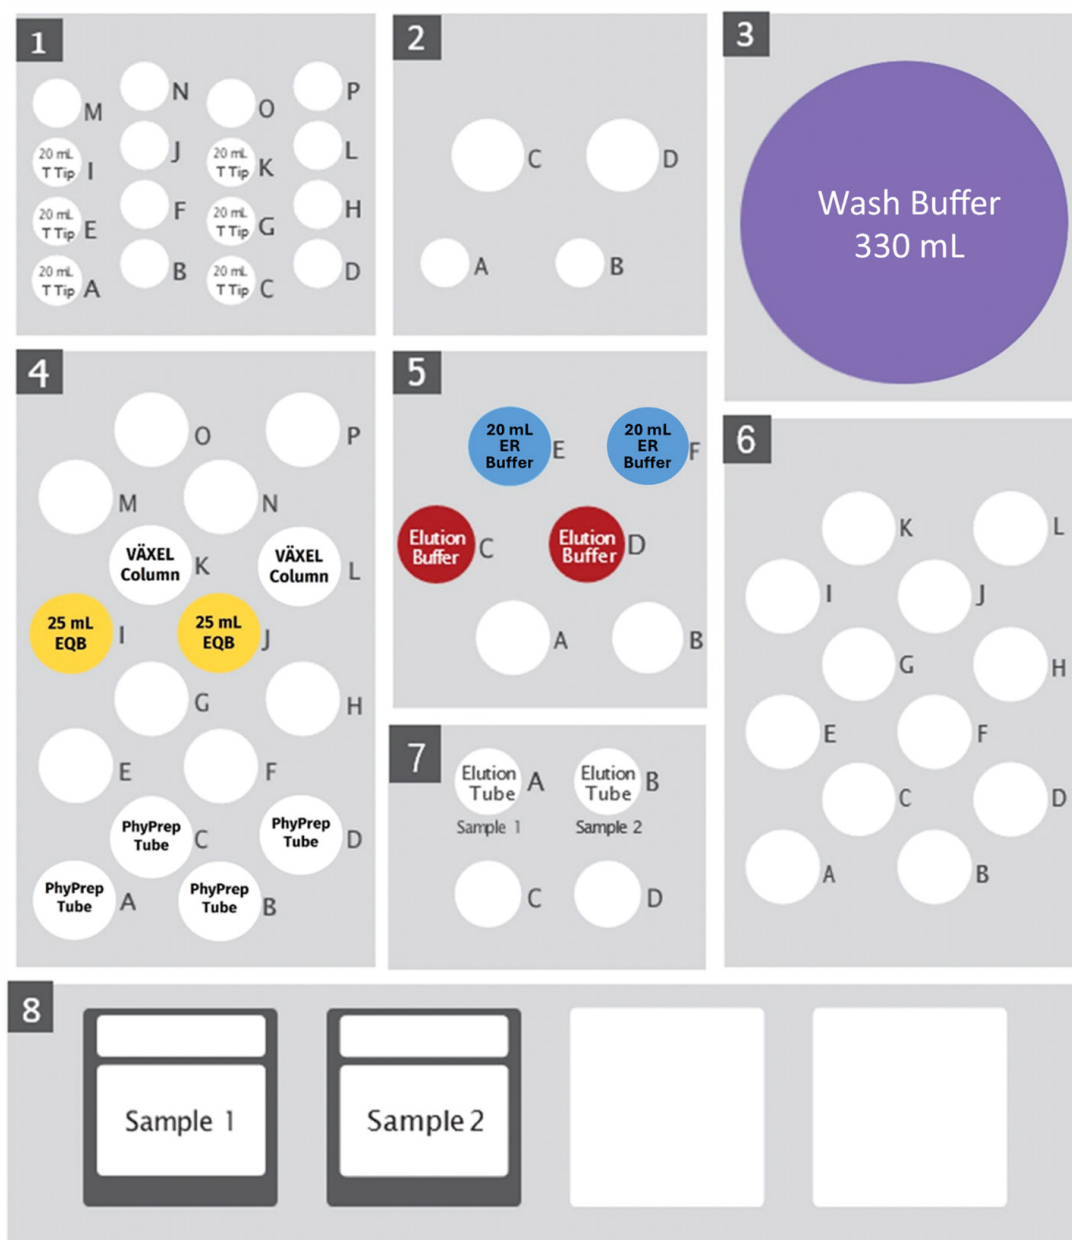 1
N
P
M
O
J
L
20 mL
T Tip
I
20 mL
T Tip
K
F
H
20 mL
T Tip
E
20 mL
T Tip
G
B
D
20 mL
T Tip
A
20 mL
T Tip
C
2
C
D
A
B
3
Wash Buffer
330 mL
4
O
P
M
N
VÄXEL
Column
K
VÄXEL
Column
L
25 mL
EQB
I
25 mL
EQB
J
G
H
E
F
PhyPrep
Tube
C
PhyPrep
Tube
D
PhyPrep
Tube
A
PhyPrep
Tube
B
5
20 mL
ER
Buffer
E
20 mL
ER
Buffer
F
Elution
Buffer
C
Elution
Buffer
D
A
B
6
K
L
I
J
G
H
E
F
C
D
A
B
7
Elution
Tube
A
Elution
Tube
B
Sample 1
Sample 2
C
D
8
Sample 1
Sample 2